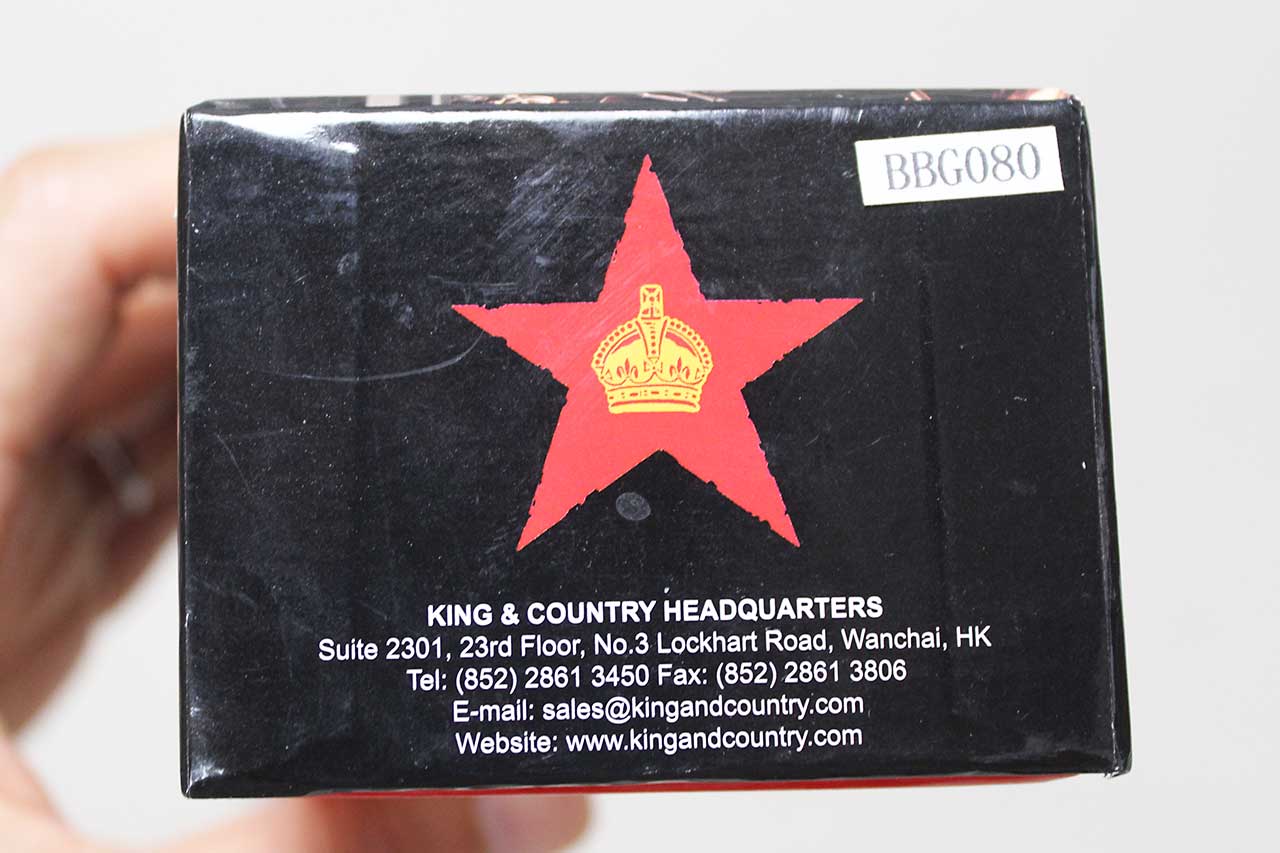 BBG080
KING & COUNTRY HEADQUARTERS
Suite 2301, 23rd Floor, No.3 Lockhart Road, Wanchai, HK
Tel: (852) 2861 3450 Fax: (852) 2861 3806
E-mail: sales@kingandcountry.com
Website: www.kingandcountry.com